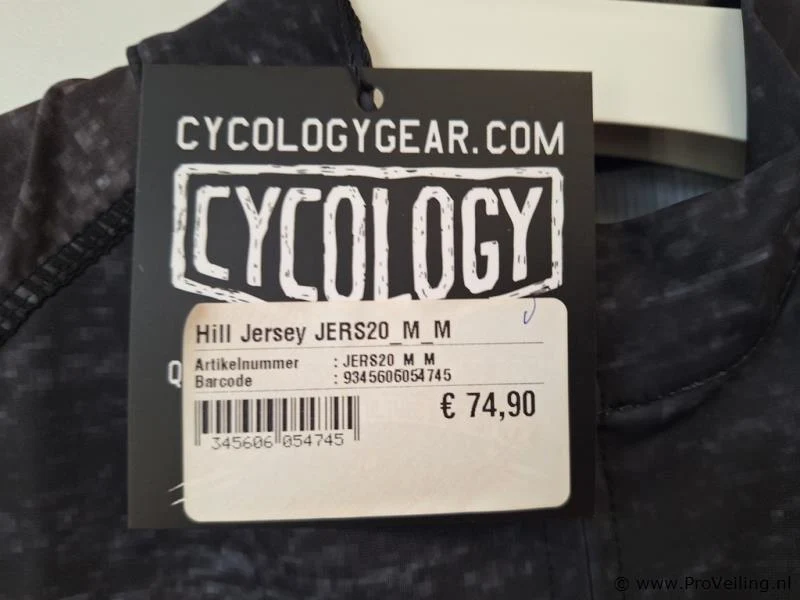 CYCOLOGYGEAR.COM
CYCOLOGY
Hill Jersey JERS20_M_M
Artikelnummer : JERS20 M M
Barcode : 9345606054745
€ 74,90
345606 054745
Q
© www.ProVeiling.nl